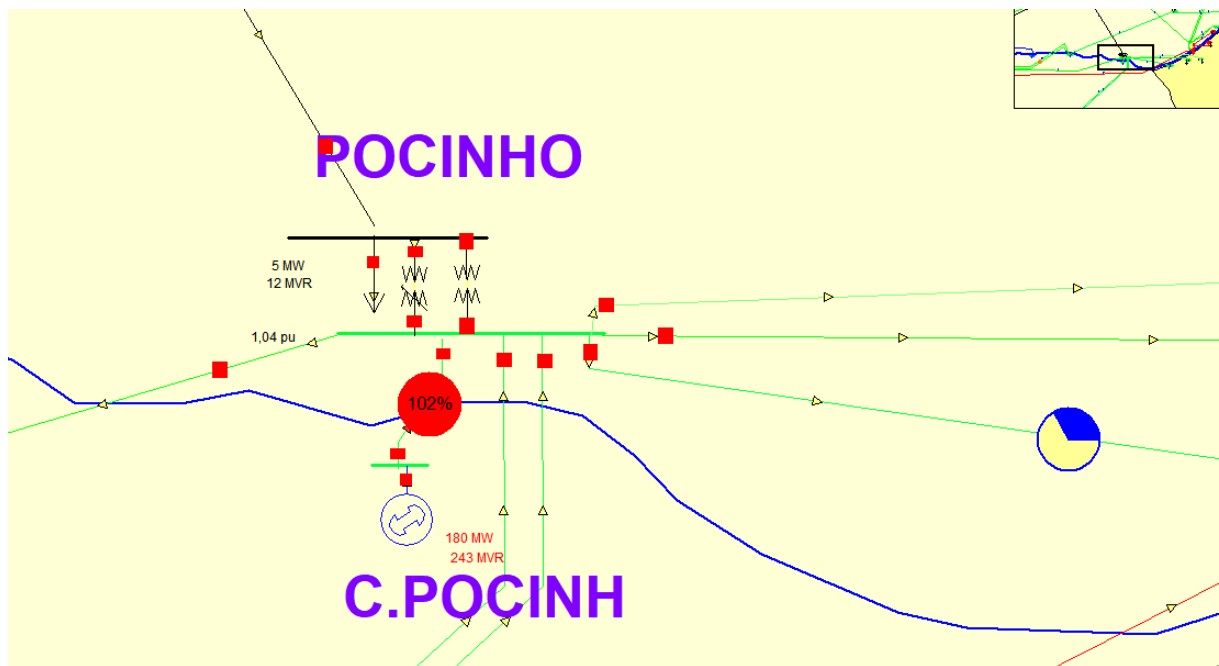 POCINHO
5 MW
12 MVR
1,04 pu
102%
180 MW
243 MVR
C.POCINH